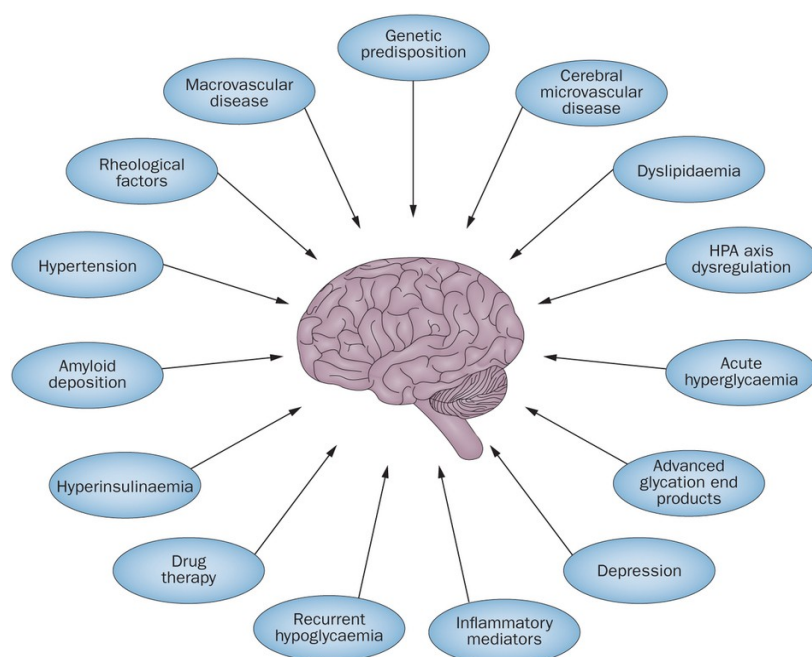 Genetic
predisposition
Cerebral
microvascular
disease
Dyslipidaemia
HPA axis
dysregulation
Acute
hyperglycaemia
Advanced
glycation end
products
Depression
Inflammatory
mediators
Recurrent
hypoglycaemia
Drug
therapy
Hyperinsulinaemia
Amyloid
deposition
Hypertension
Rheological
factors
Macrovascular
disease